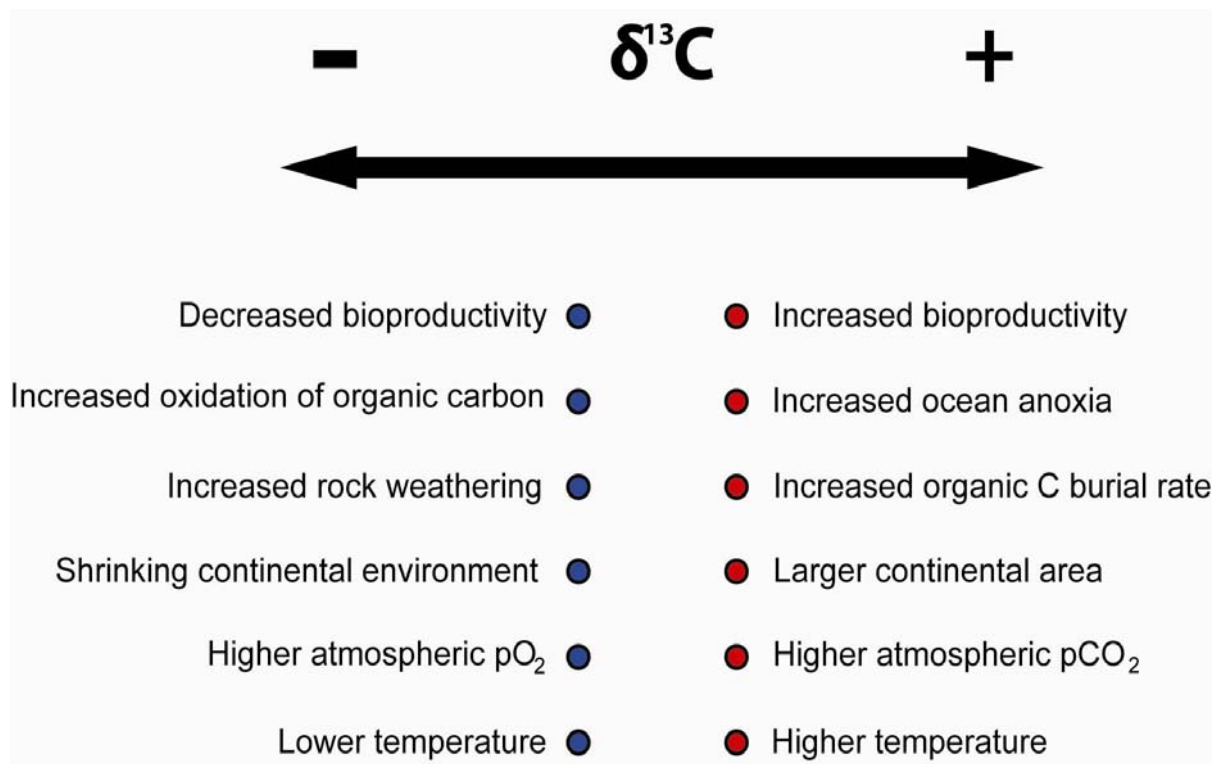 - δ¹³C +
Decreased bioproductivity Increased bioproductivity
Increased oxidation of organic carbon Increased ocean anoxia
Increased rock weathering Increased organic C burial rate
Shrinking continental environment Larger continental area
Higher atmospheric pO₂ Higher atmospheric pCO₂
Lower temperature Higher temperature